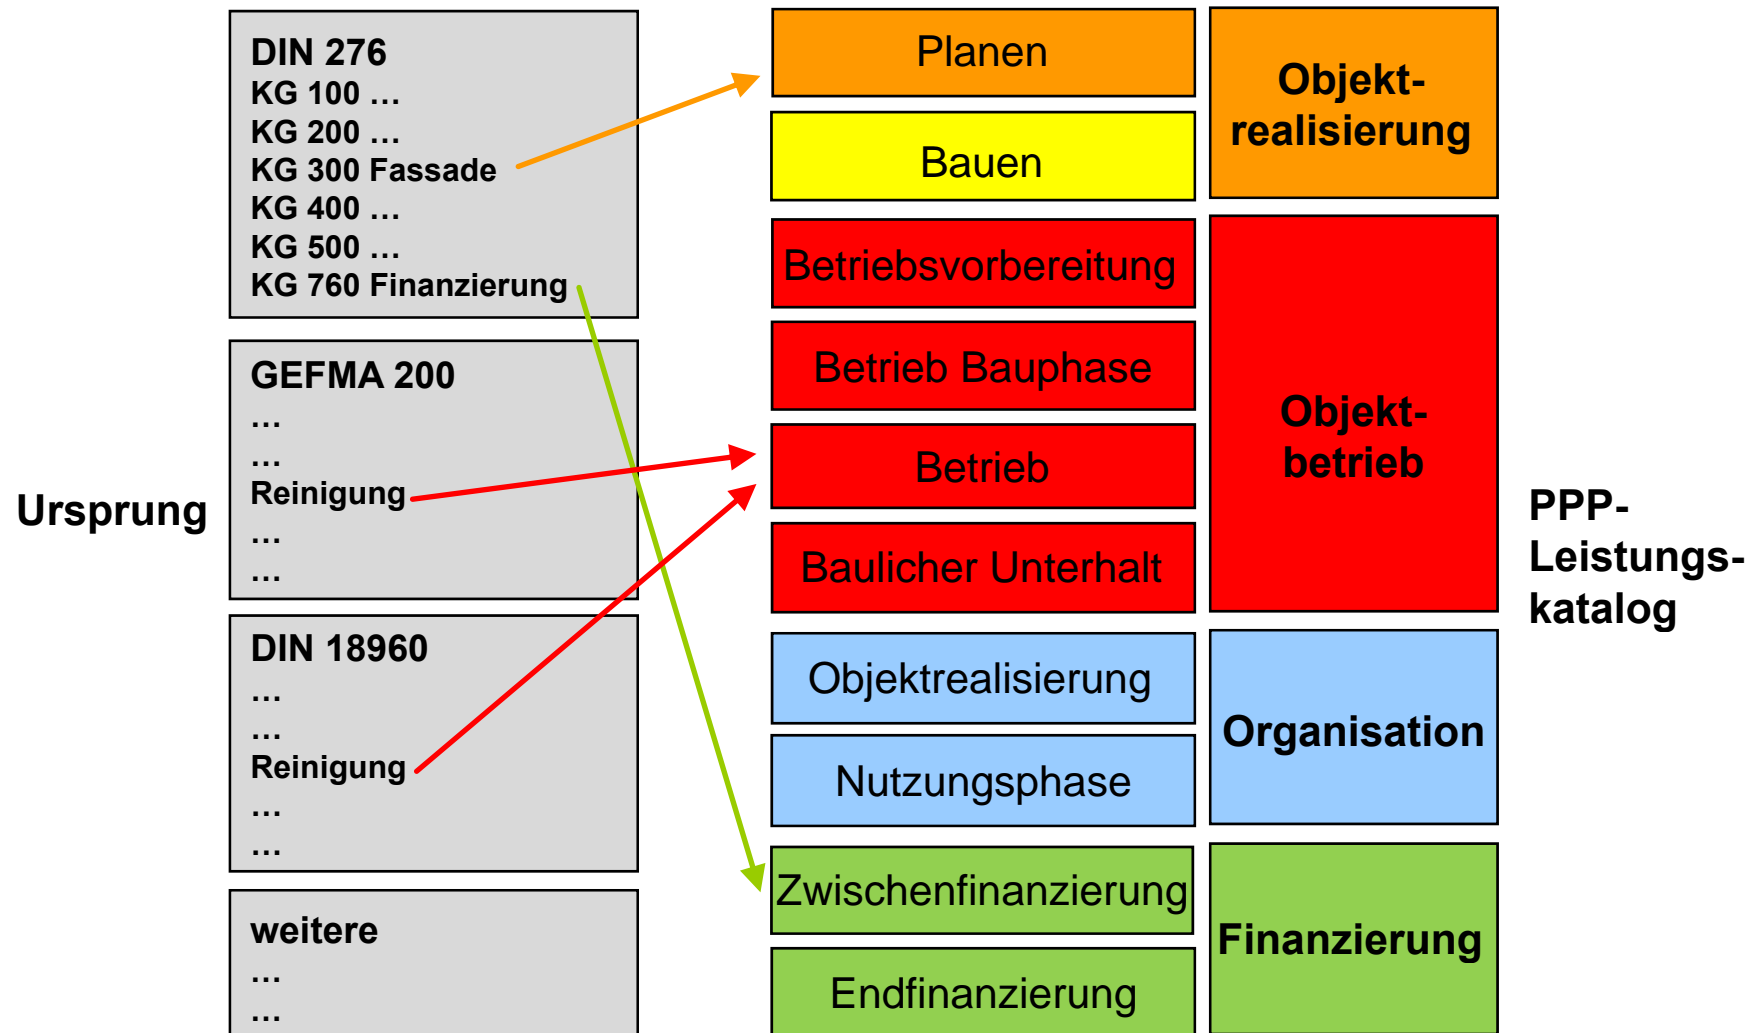 Ursprung
DIN 276
KG 100 …
KG 200 …
KG 300 Fassade
KG 400 …
KG 500 …
KG 760 Finanzierung
GEFMA 200
…
…
Reinigung
…
…
DIN 18960
…
…
Reinigung
…
…
weitere
…
…
Planen
Bauen
Betriebsvorbereitung
Betrieb Bauphase
Betrieb
Baulicher Unterhalt
Objektrealisierung
Nutzungsphase
Zwischenfinanzierung
Endfinanzierung
Objekt-
realisierung
Objekt-
betrieb
Organisation
Finanzierung
PPP-
Leistungs-
katalog